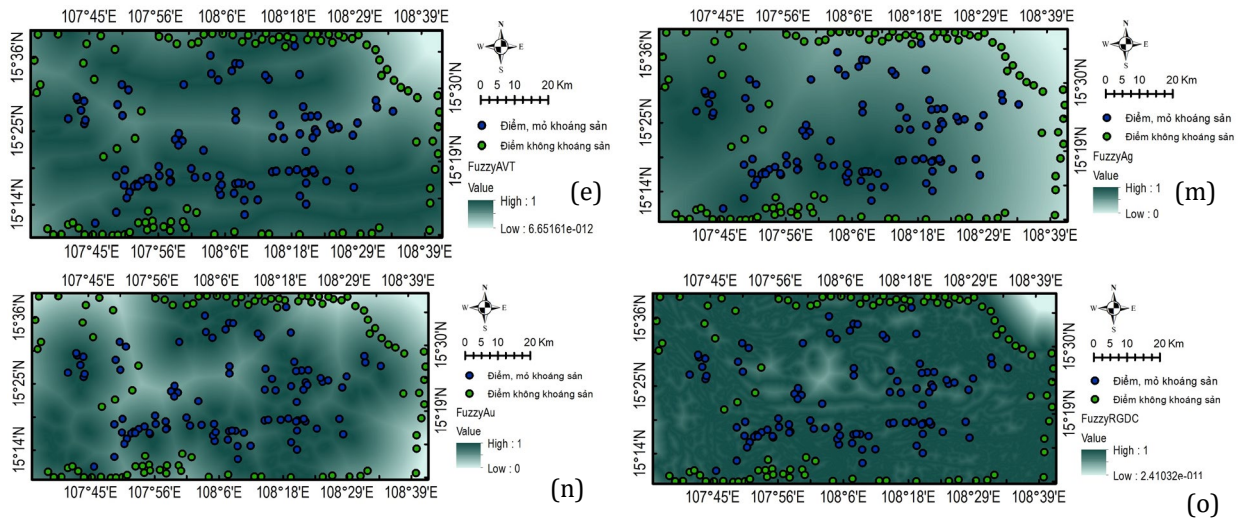 107°45'E 107°56'E 108°6'E 108°18'E 108°29'E 108°39'E
15°36'N
15°25'N
15°14'N
15°30'N
15°19'N
107°45'E 107°56'E 108°6'E 108°18'E 108°29'E 108°39'E
N
W E
S
0 5 10 20 Km
Điểm, mỏ khoáng sản
Điểm không khoáng sản
FuzzyAVT
Value
High : 1
Low : 6.65161e-012
(e)
107°45'E 107°56'E 108°6'E 108°18'E 108°29'E 108°39'E
15°36'N
15°25'N
15°14'N
15°30'N
15°19'N
107°45'E 107°56'E 108°6'E 108°18'E 108°29'E 108°39'E
N
W E
S
0 5 10 20 Km
Điểm, mỏ khoáng sản
Điểm không khoáng sản
FuzzyAg
Value
High : 1
Low : 0
(m)
107°45'E 107°56'E 108°6'E 108°18'E 108°29'E 108°39'E
15°36'N
15°25'N
15°14'N
15°30'N
15°19'N
107°45'E 107°56'E 108°6'E 108°18'E 108°29'E 108°39'E
N
W E
S
0 5 10 20 Km
Điểm, mỏ khoáng sản
Điểm không khoáng sản
FuzzyAu
Value
High : 1
Low : 0
(n)
107°45'E 107°56'E 108°6'E 108°18'E 108°29'E 108°39'E
15°36'N
15°25'N
15°14'N
15°30'N
15°19'N
107°45'E 107°56'E 108°6'E 108°18'E 108°29'E 108°39'E
N
W E
S
0 5 10 20 Km
Điểm, mỏ khoáng sản
Điểm không khoáng sản
FuzzyRGDC
Value
High : 1
Low : 2.41032e-011
(o)